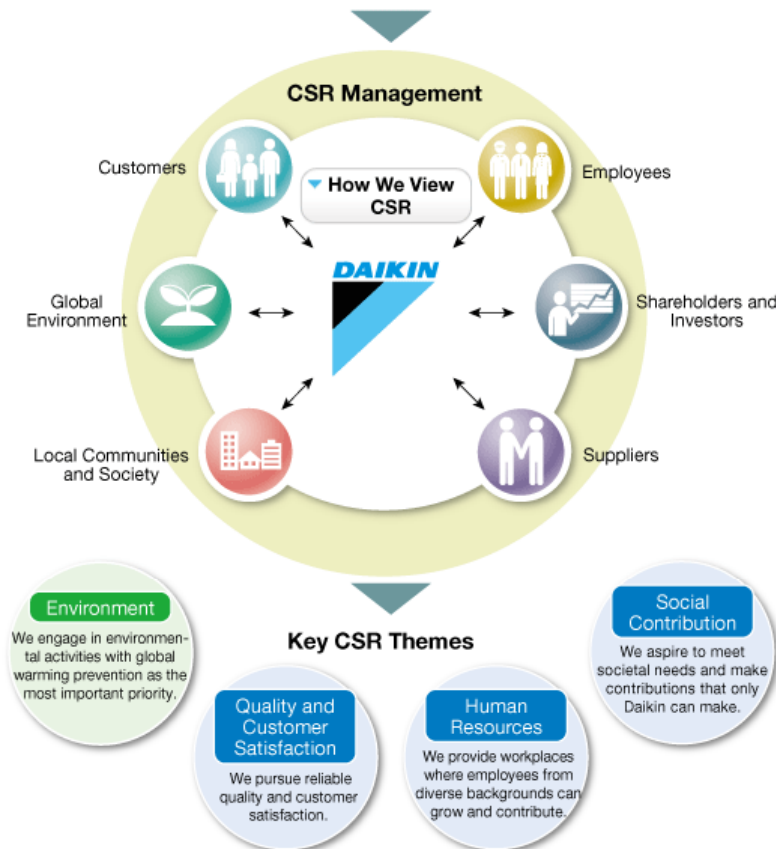 CSR Management
Customers
How We View
CSR
Employees
DAIKIN
Global
Environment
Shareholders and
Investors
Local Communities
and Society
Suppliers
Key CSR Themes
Environment
We engage in environmen-
tal activities with global
warming prevention as the
most important priority.
Quality and
Customer
Satisfaction
We pursue reliable
quality and customer
satisfaction.
Human
Resources
We provide workplaces
where employees from
diverse backgrounds can
grow and contribute.
Social
Contribution
We aspire to meet
societal needs and make
contributions that only
Daikin can make.